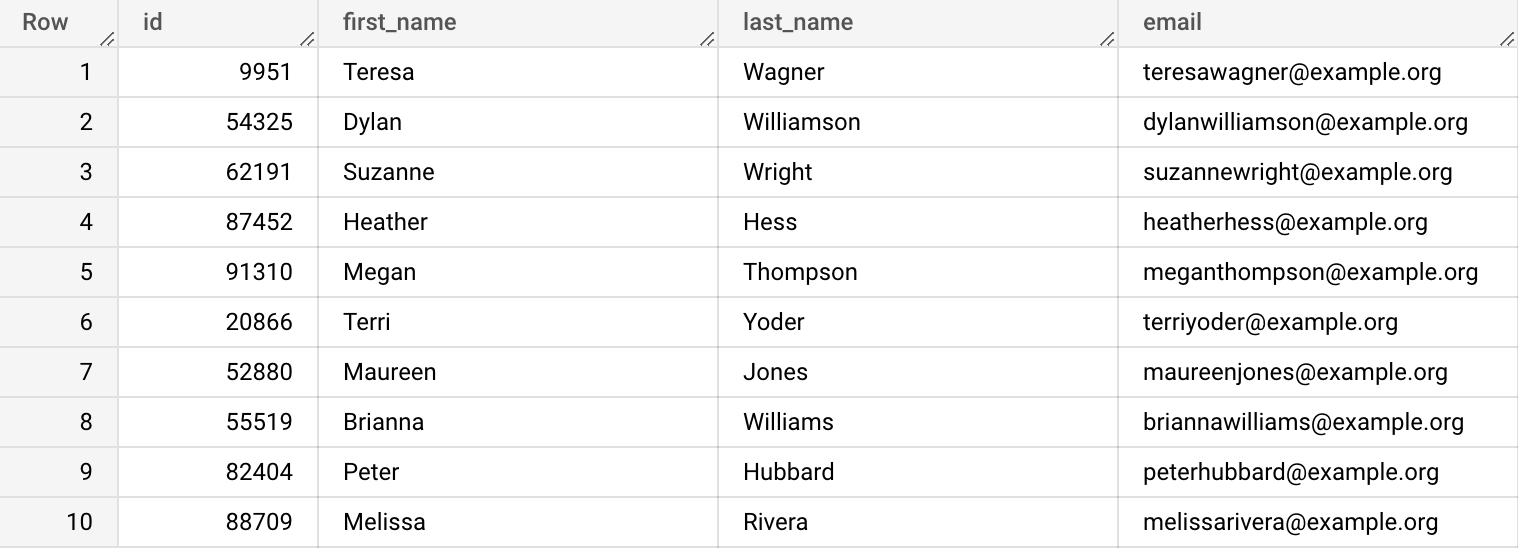 Row id first_name last_name email
1 9951 Teresa Wagner teresawagner@example.org
2 54325 Dylan Williamson dylanwilliamson@example.org
3 62191 Suzanne Wright suzannewright@example.org
4 87452 Heather Hess heatherhess@example.org
5 91310 Megan Thompson meganthompson@example.org
6 20866 Terri Yoder terriyoder@example.org
7 52880 Maureen Jones maureenjones@example.org
8 55519 Brianna Williams briannawilliams@example.org
9 82404 Peter Hubbard peterhubbard@example.org
10 88709 Melissa Rivera melissarivera@example.org